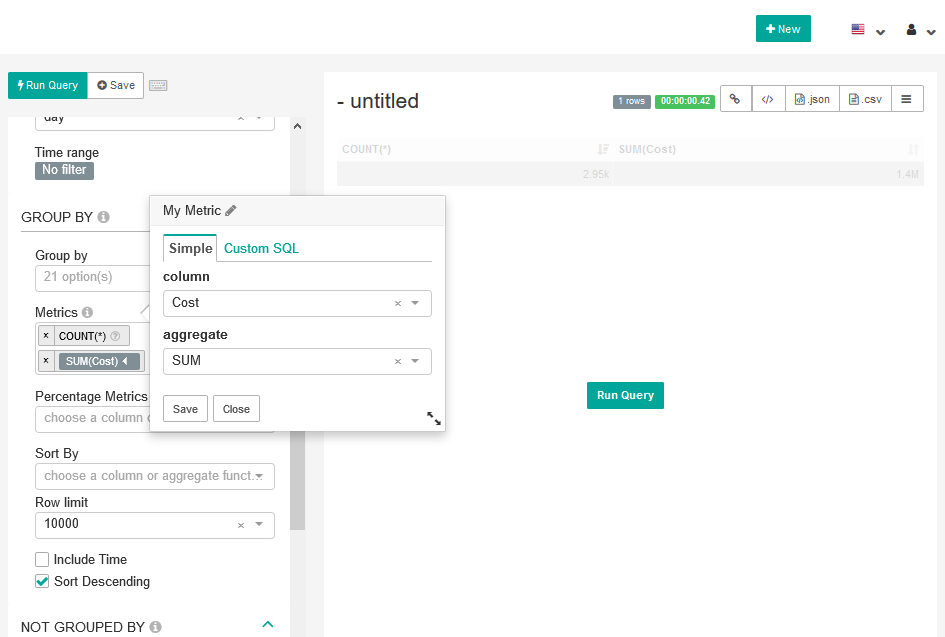 New
Run Query
Save
- untitled
1 rows
00:00:00.42
.json
.csv
day
Time range
No filter
COUNT(*)
SUM(Cost)
2.95k
1.4M
GROUP BY
Group by
21 option(s)
Metrics
× COUNT(*)
× SUM(Cost)
My Metric
Simple
Custom SQL
column
Cost
aggregate
SUM
Save
Close
Percentage Metrics
choose a column
Sort By
choose a column or aggregate funct...
Row limit
10000
Include Time
Sort Descending
NOT GROUPED BY
Run Query